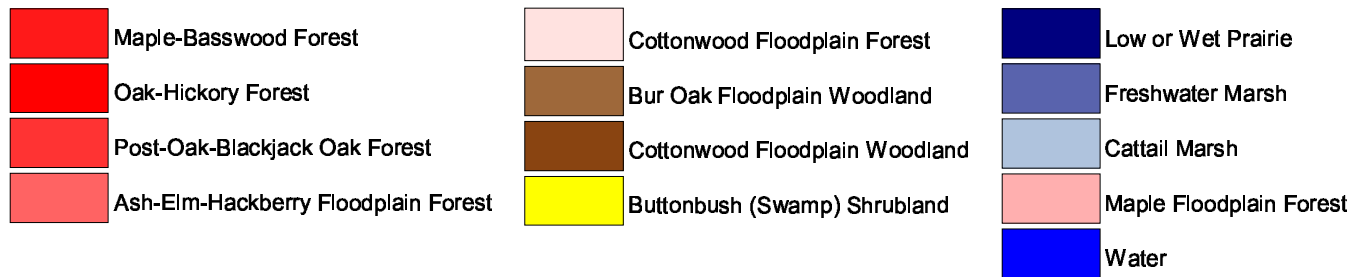 Maple-Basswood Forest
Oak-Hickory Forest
Post-Oak-Blackjack Oak Forest
Ash-Elm-Hackberry Floodplain Forest
Cottonwood Floodplain Forest
Bur Oak Floodplain Woodland
Cottonwood Floodplain Woodland
Buttonbush (Swamp) Shrubland
Low or Wet Prairie
Freshwater Marsh
Cattail Marsh
Maple Floodplain Forest
Water